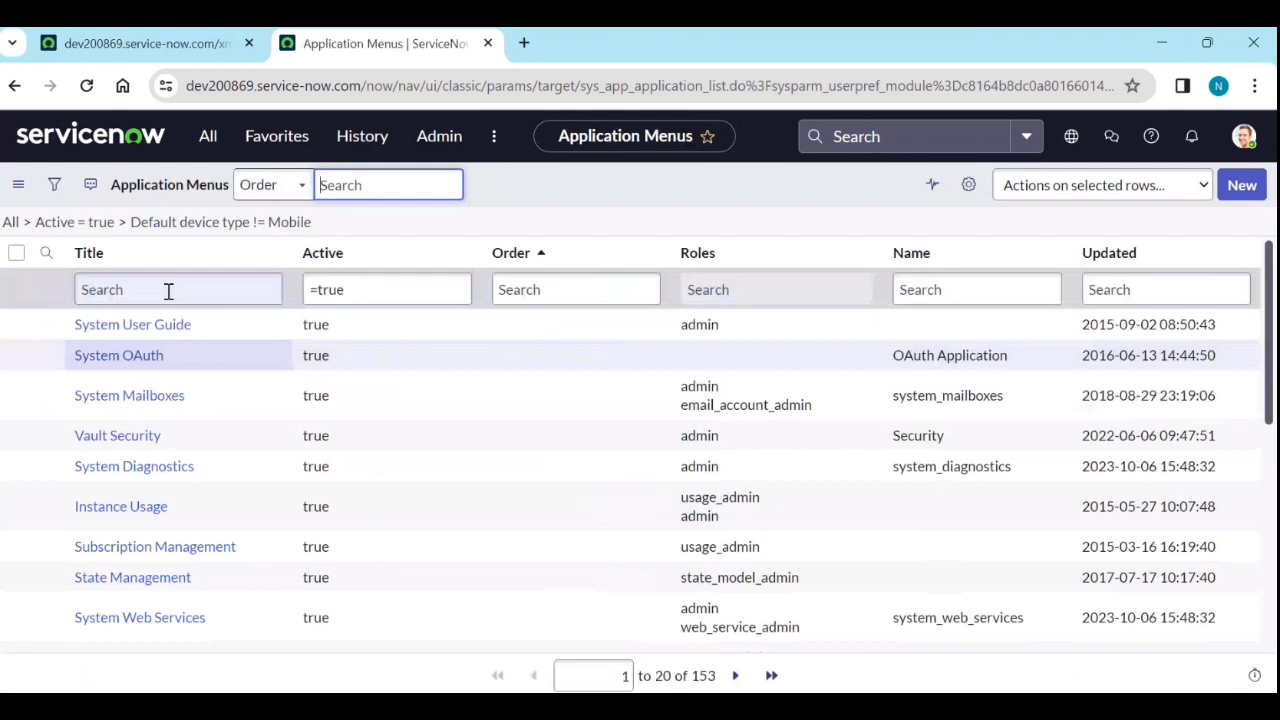 dev200869.service-now.com/xm
Application Menus | ServiceNo
dev200869.service-now.com/now/nav/ui/classic/params/target/sys_app_application_list.do%3Fsysparm_userpref_module%3Dc8164b8dc0a80166014...
N
servicenow
All
Favorites
History
Admin
Application Menus
Search
Application Menus
Order
Search
Actions on selected rows...
New
All > Active = true > Default device type != Mobile
Title Active Order Roles Name Updated
Search =true Search Search Search Search
System User Guide true admin 2015-09-02 08:50:43
System OAuth true OAuth Application 2016-06-13 14:44:50
System Mailboxes true admin email_account_admin system_mailboxes 2018-08-29 23:19:06
Vault Security true admin Security 2022-06-06 09:47:51
System Diagnostics true admin system_diagnostics 2023-10-06 15:48:32
Instance Usage true usage_admin admin 2015-05-27 10:07:48
Subscription Management true usage_admin 2015-03-16 16:19:40
State Management true state_model_admin 2017-07-17 10:17:40
System Web Services true admin web_service_admin system_web_services 2023-10-06 15:48:32
1 to 20 of 153